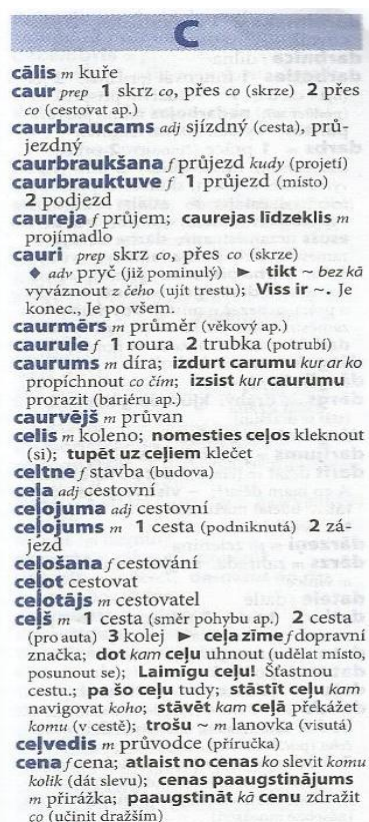 C
cālis m kuře
caur prep 1 skrz co, přes co (skrze) 2 přes
co (cestovat ap.)
caurbraucams adj sjízdný (cesta), prů-
jezdný
caurbraukšana f průjezd kudy (projetí)
caurbrauktuve f 1 průjezd (místo)
2 podjezd
caureja f průjem; caurejas līdzeklis m
projímadlo
cauri prep skrz co, přes co (skrze)
◆ adv pryč (již pominulý) ► tikt ~ bez kā
vyváznout z čeho (ujít trestu); Viss ir ~. Je
konec., Je po všem.
caurmērs m průměr (věkový ap.)
caurule f 1 roura 2 trubka (potrubí)
caurums m díra; izdurt carumu kur ar ko
propíchnout co čím; izsist kur caurumu
prorazit (bariéru ap.)
caurvējš m průvan
celis m koleno; nomesties ceļos kleknout
(si); tupēt uz ceļiem klečet
celtne f stavba (budova)
ceļa adj cestovní
ceļojuma adj cestovní
ceļojums m 1 cesta (podniknutá) 2 zá-
jezd
ceļošana f cestování
ceļot cestovat
ceļotājs m cestovatel
ceļš m 1 cesta (směr pohybu ap.) 2 cesta
(pro auta) 3 kolej ► ceļa zīme f dopravní
značka; dot kam ceļu uhnout (udělat místo,
posunout se); Laimīgu ceļu! Šťastnou
cestu.; pa šo ceļu tudy; stāstīt ceļu kam
navigovat koho; stāvēt kam ceļā překážet
komu (v cestě); trošu ~ m lanovka (visutá)
ceļvedis m průvodce (příručka)
cena f cena; atlaist no cenas ko slevit komu
kolik (dát slevu); cenas paaugstinājums
m přirážka; paaugstināt kā cenu zdražit
co (učinit dražším)